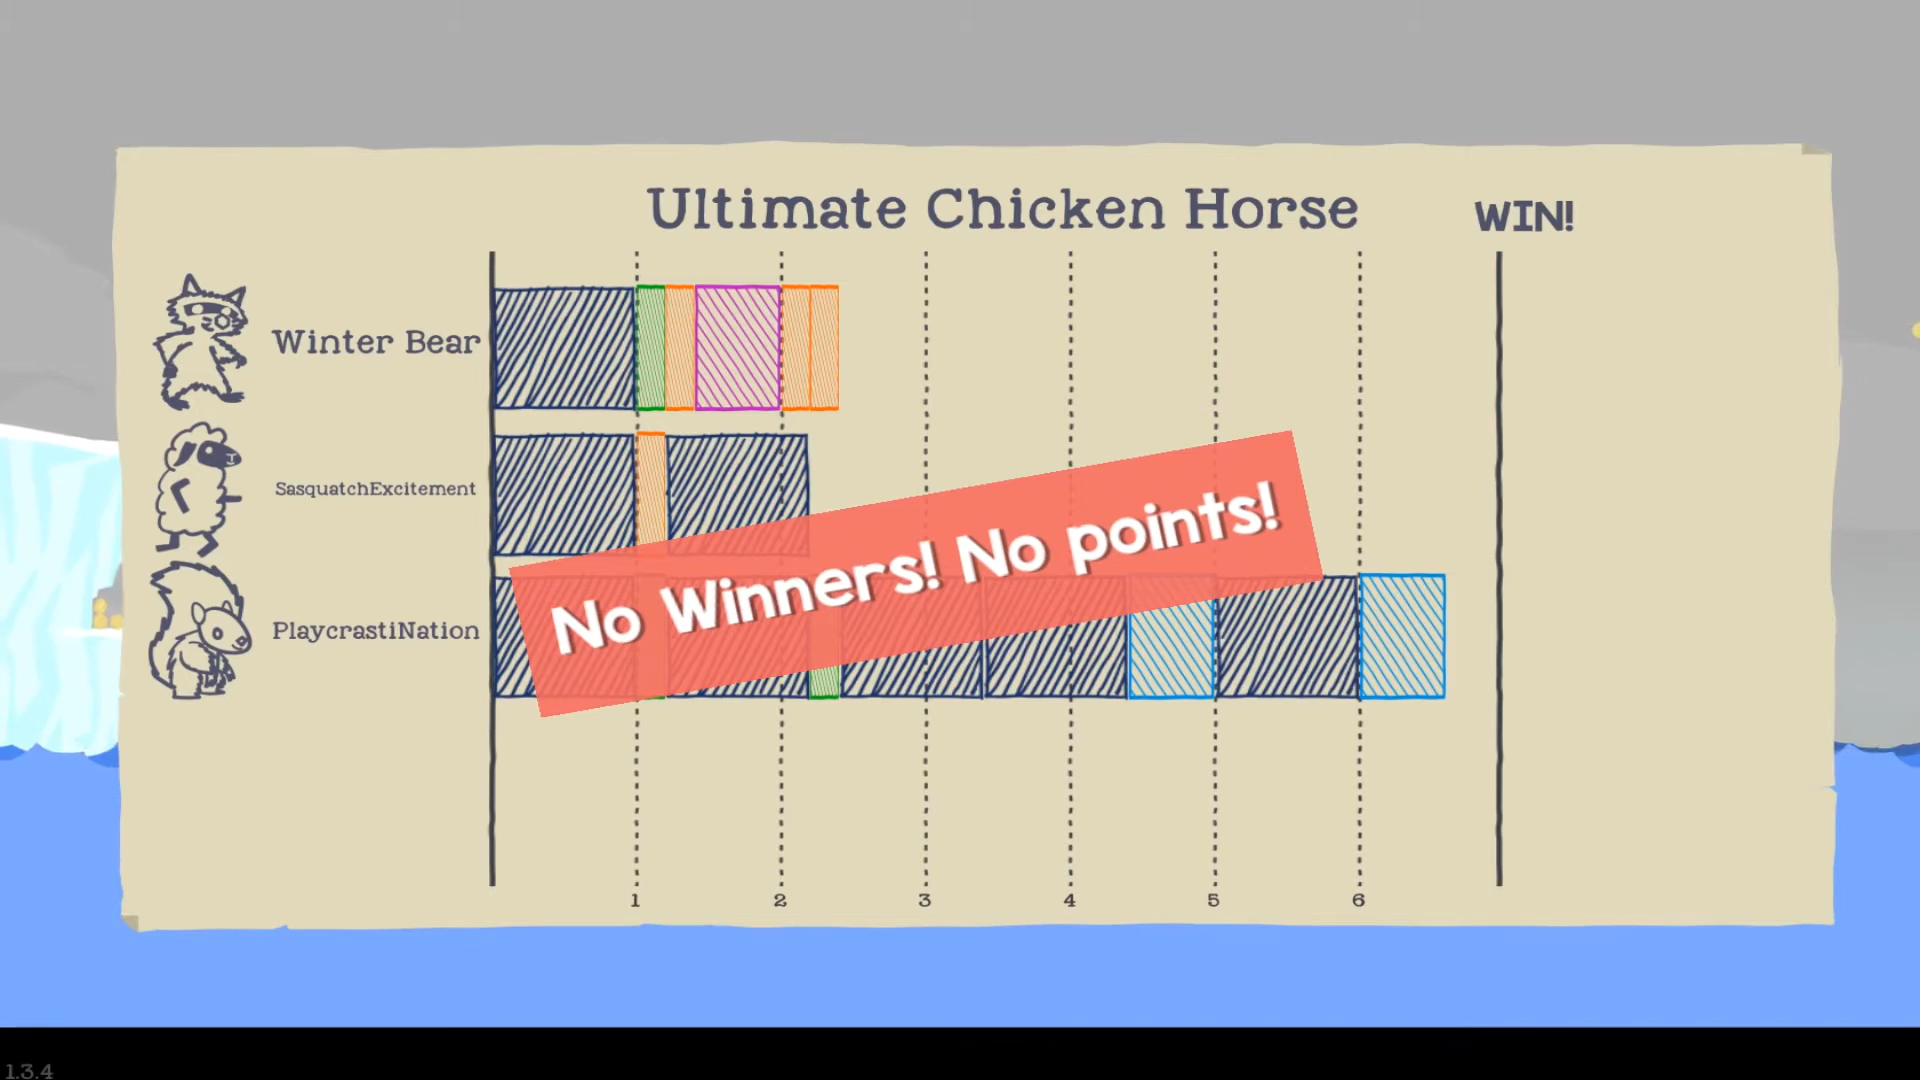 Ultimate Chicken Horse
WIN!
Winter Bear
SasquatchExcitement
No Winners! No points!
PlaycrastiNation
1 2 3 4 5 6
1.3.4